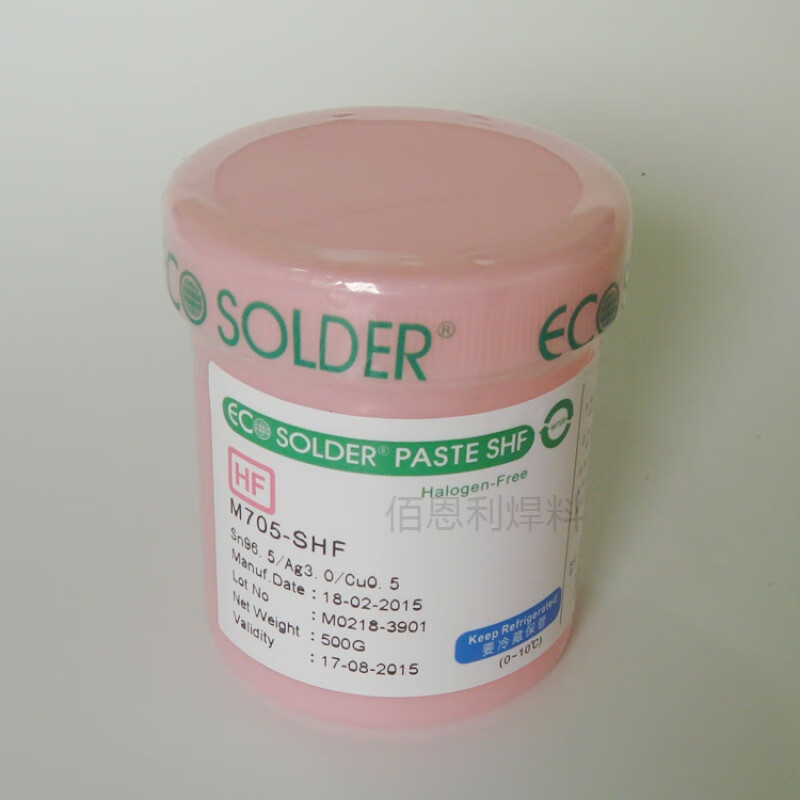 ECO SOLDER® ECO
ECO SOLDER® PASTE SHF
Halogen-Free
HF
M705-SHF
佰恩利焊料
Sn96.5/Ag3.0/Cu0.5
Manuf.Date : 18-02-2015
Lot No : M0218-3901
Net Weight : 500G
Validity : 17-08-2015
Keep Refrigerated
要冷藏保管
(0-10℃)